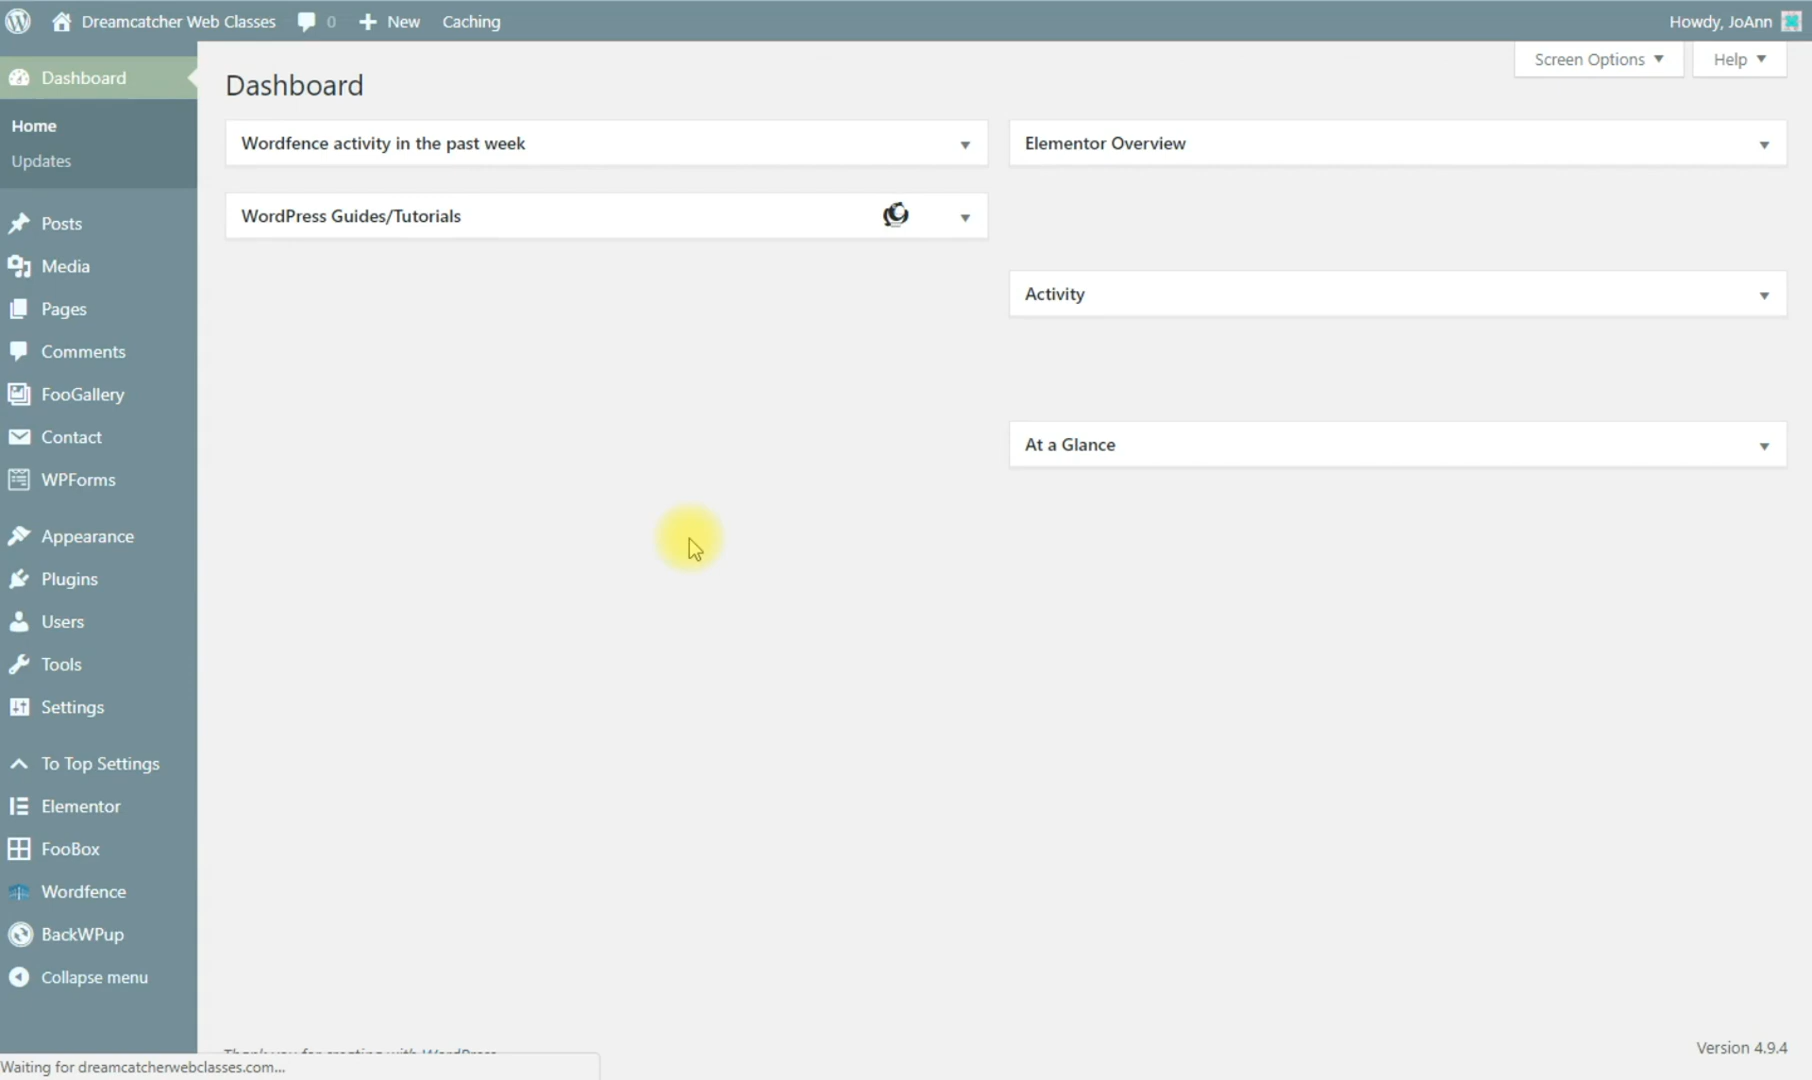 Dreamcatcher Web Classes 0 New Caching Howdy, JoAnn
Dashboard
Home
Updates
Posts
Media
Pages
Comments
FooGallery
Contact
WPForms
Appearance
Plugins
Users
Tools
Settings
To Top Settings
Elementor
FooBox
Wordfence
BackWPup
Collapse menu
Screen Options Help
Dashboard
Wordfence activity in the past week
WordPress Guides/Tutorials
Elementor Overview
Activity
At a Glance
Thank you for creating with WordPress
Version 4.9.4
Waiting for dreamcatcherwebclasses.com...